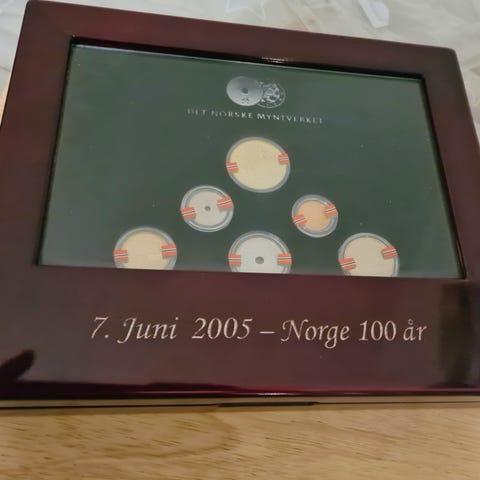 DET NORSKE MYNTVERKET
7. Juni 2005 – Norge 100 år